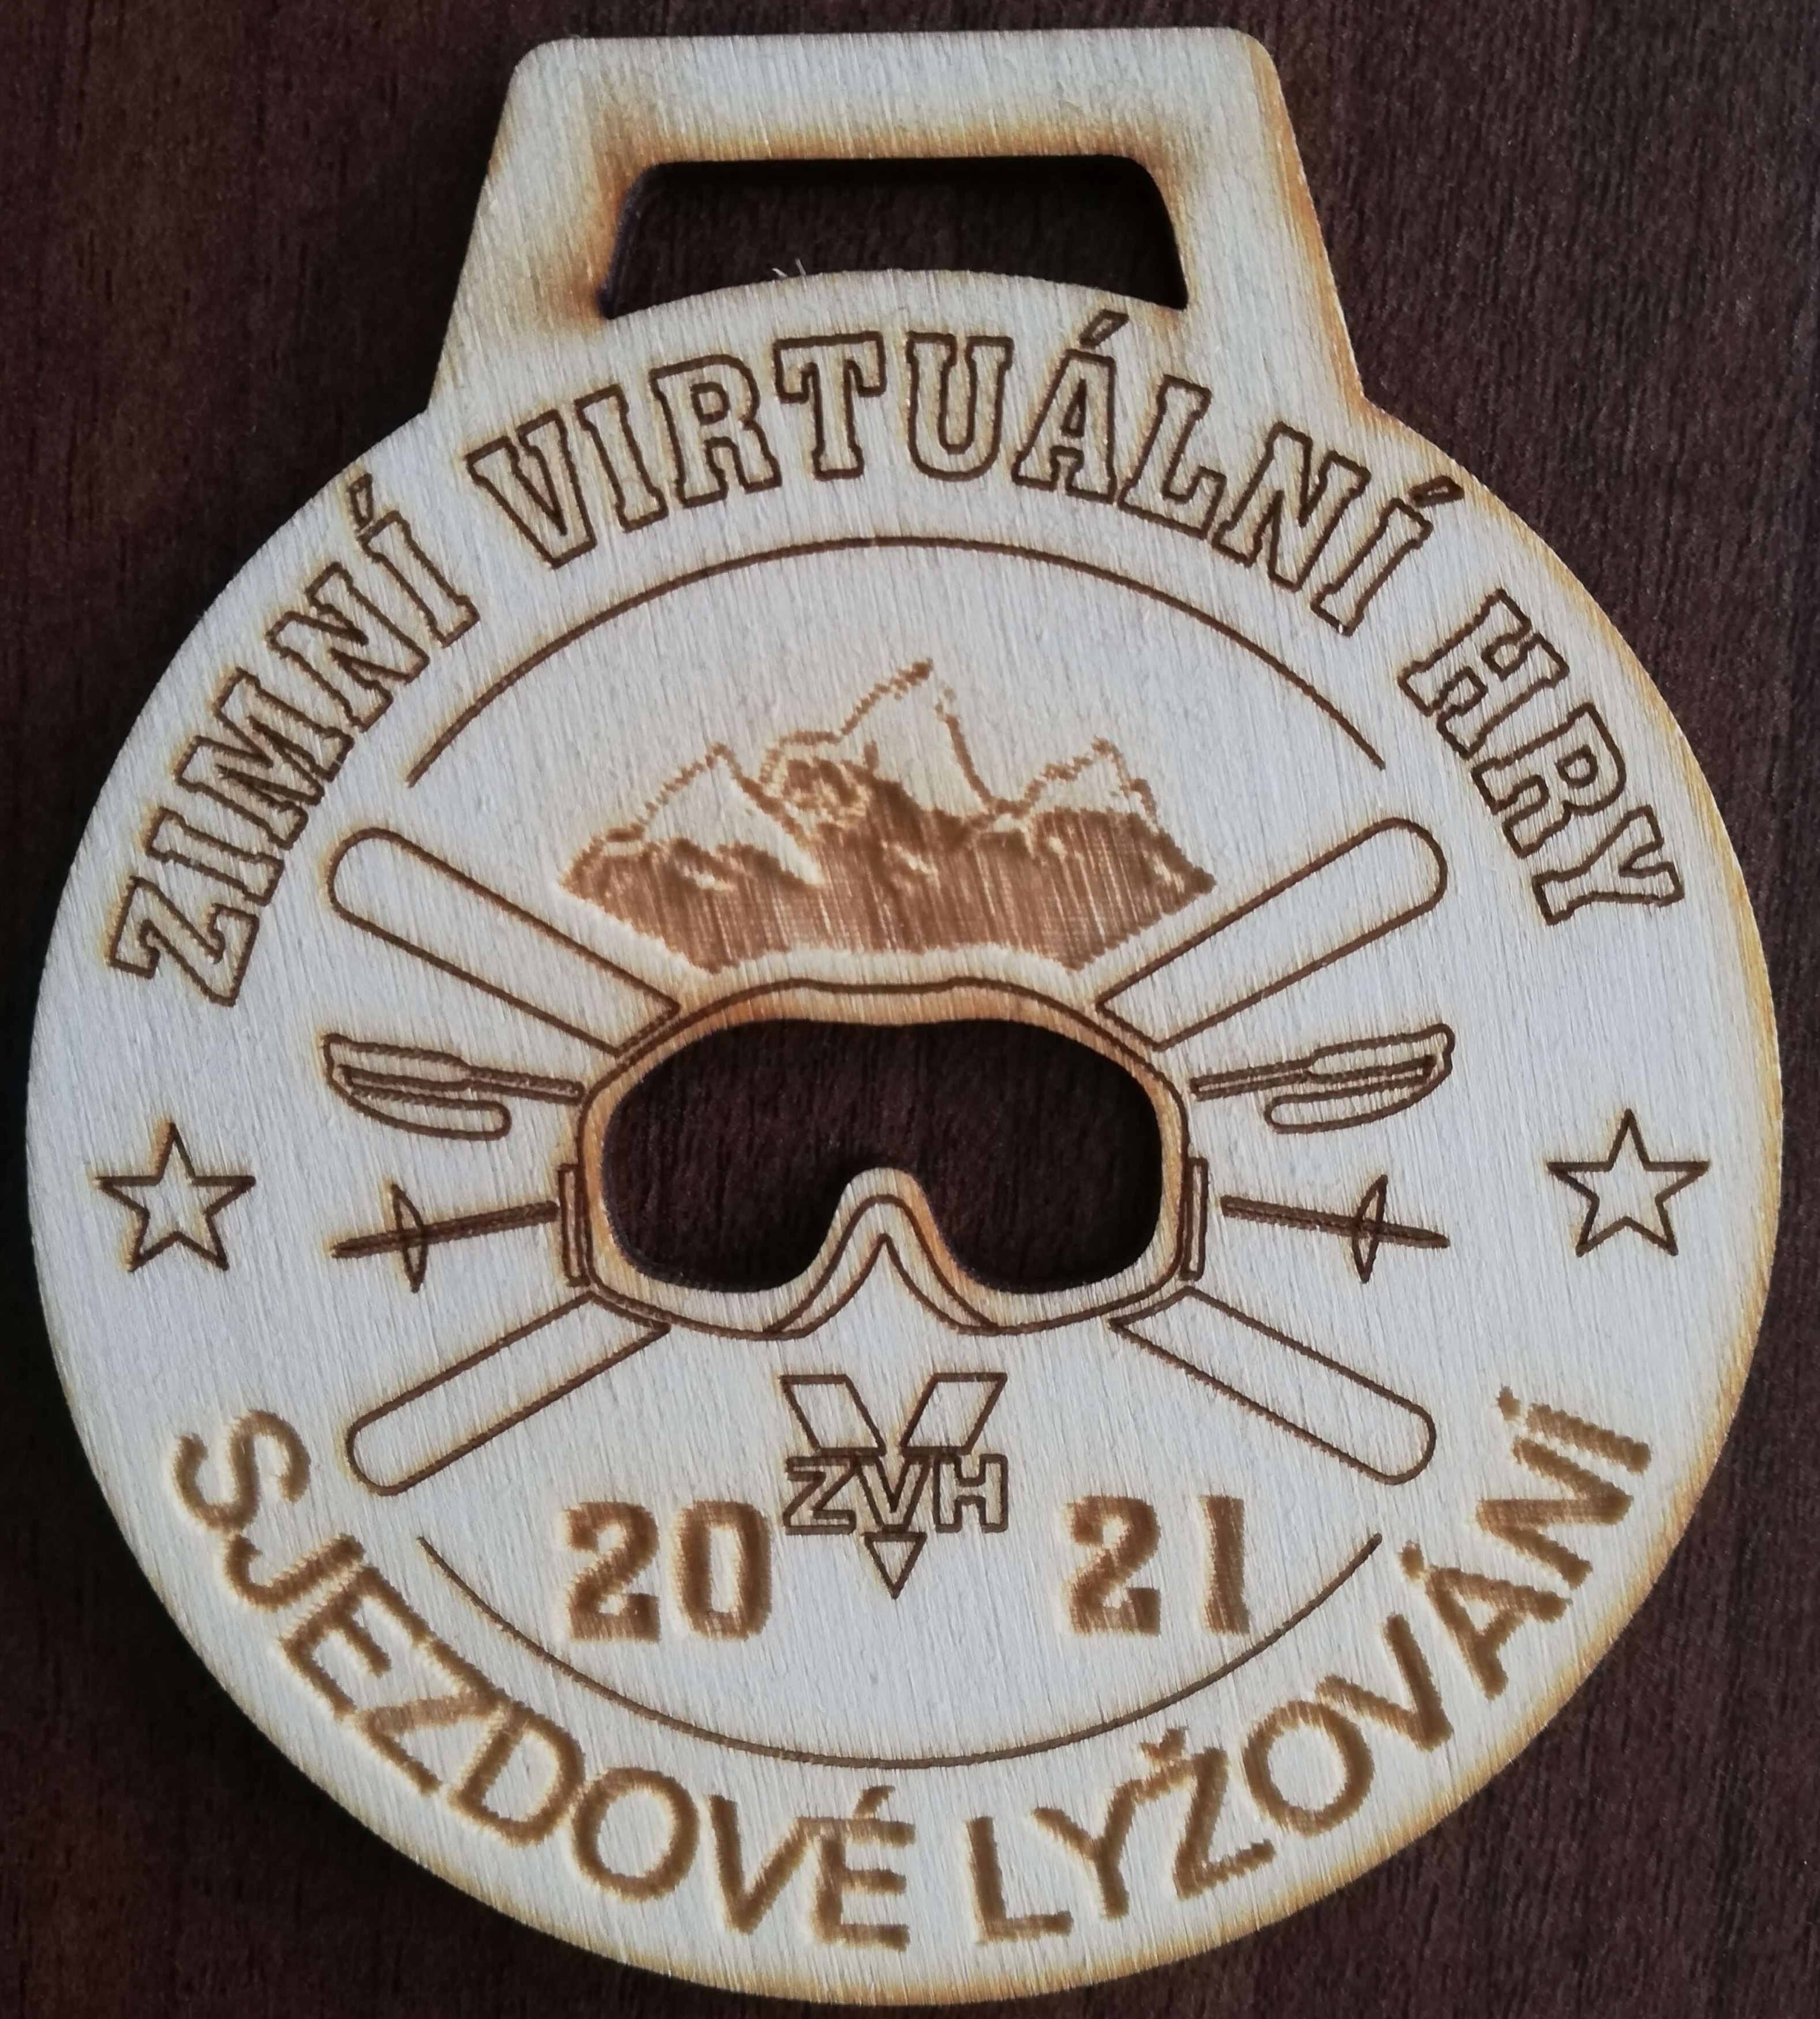 ZIMNÍ VIRTUÁLNÍ HRY
ZVH
20 21
SJEZDOVÉ LYŽOVÁNÍ